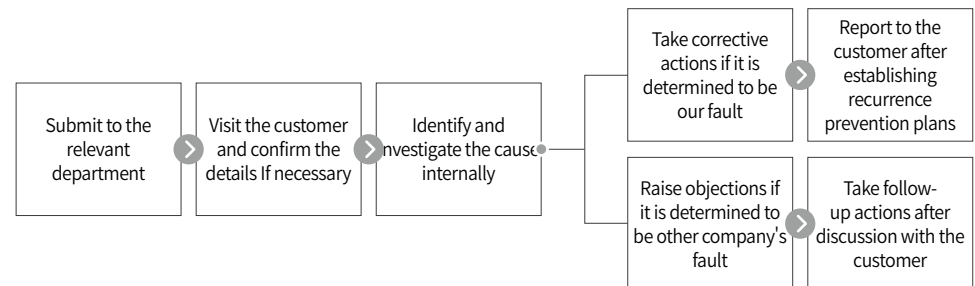 Submit to the
relevant
department
Visit the customer
and confirm the
details If necessary
Identify and
investigate the cause
internally
Take corrective
actions if it is
determined to be
our fault
Report to the
customer after
establishing
recurrence
prevention plans
Raise objections if
it is determined to
be other company's
fault
Take follow-
up actions after
discussion with the
customer